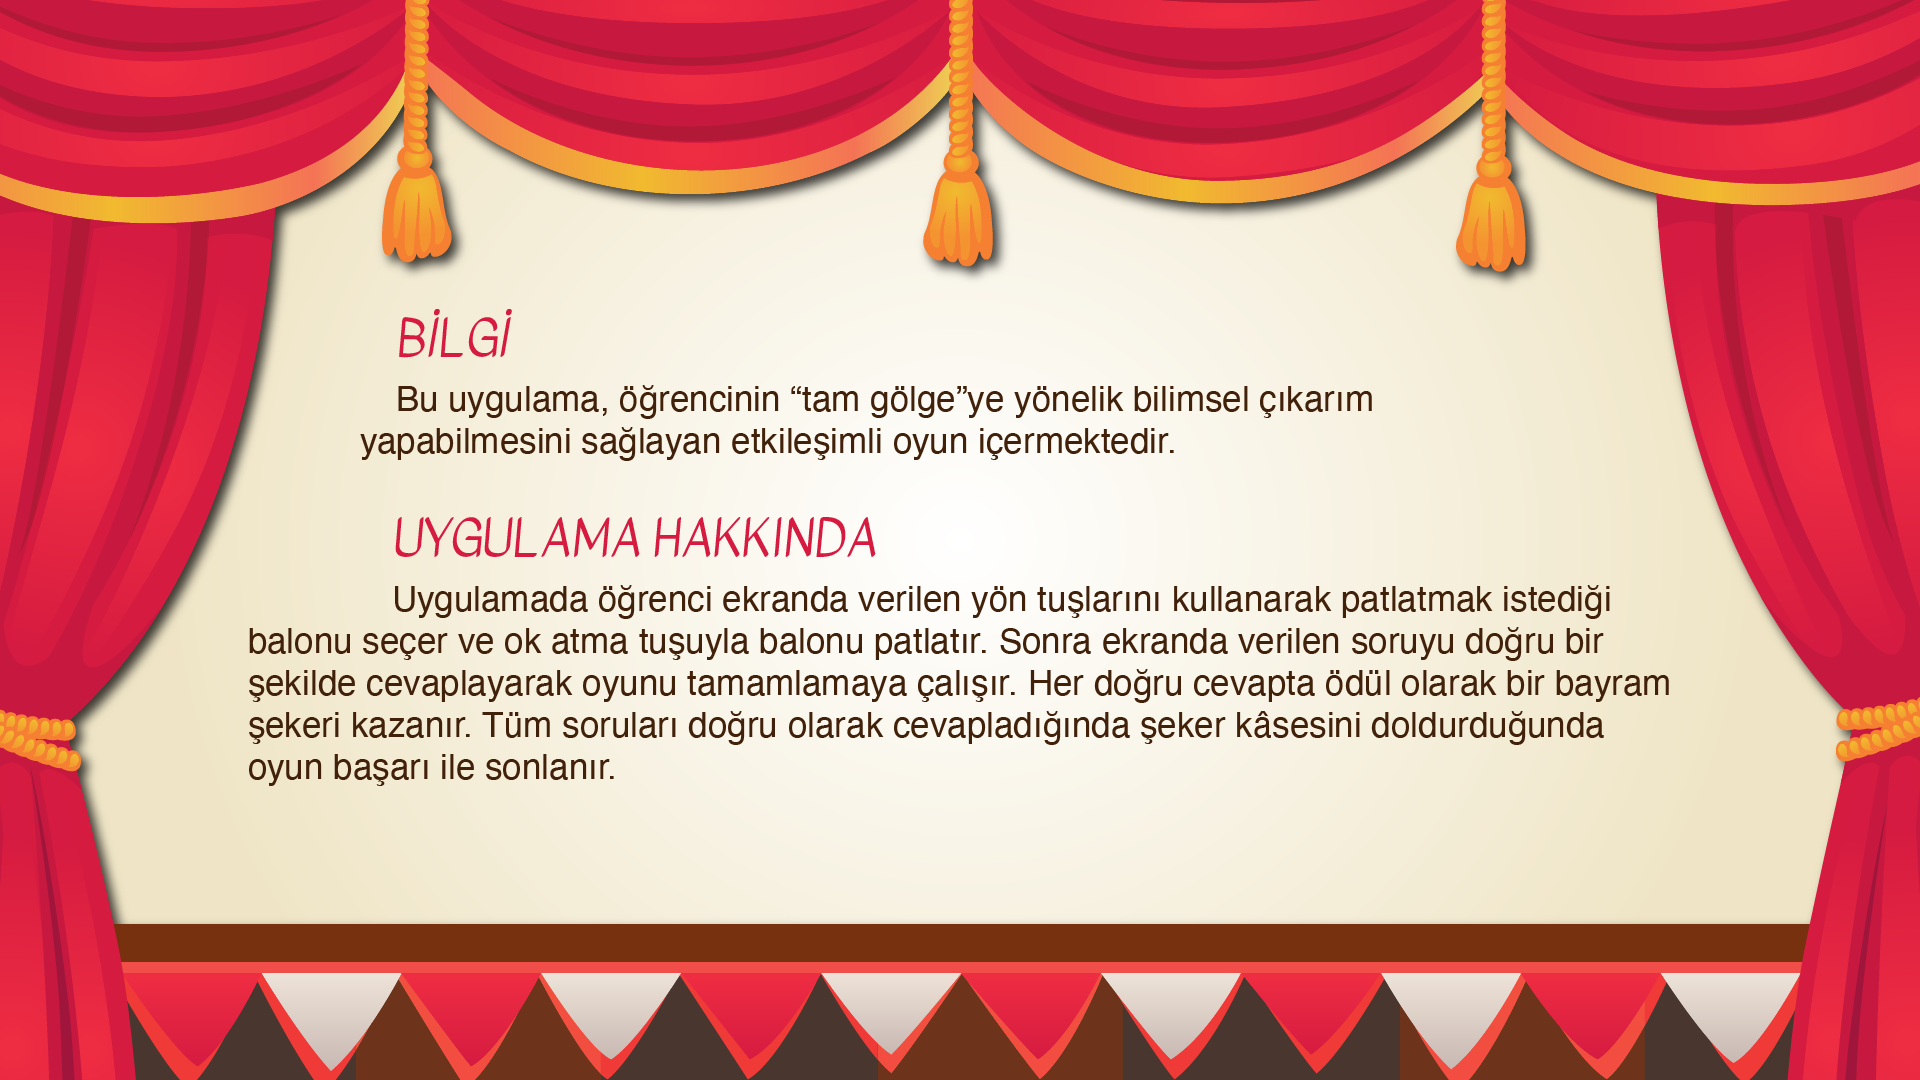 BİLGİ
Bu uygulama, öğrencinin “tam gölge”ye yönelik bilimsel çıkarım
yapabilmesini sağlayan etkileşimli oyun içermektedir.
UYGULAMA HAKKINDA
Uygulamada öğrenci ekranda verilen yön tuşlarını kullanarak patlatmak istediği
balonu seçer ve ok atma tuşuyla balonu patlatır. Sonra ekranda verilen soruyu doğru bir
şekilde cevaplayarak oyunu tamamlamaya çalışır. Her doğru cevapta ödül olarak bir bayram
şekeri kazanır. Tüm soruları doğru olarak cevapladığında şeker kâsesini doldurduğunda
oyun başarı ile sonlanır.